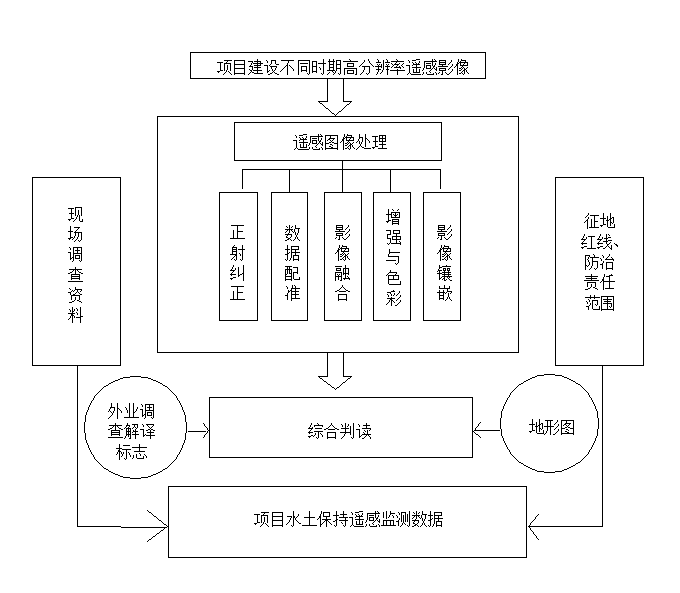 项目建设不同时期高分辨率遥感影像
遥感图像处理
现场调查资料
正射纠正
数据配准
影像融合
增强与色彩
影像镶嵌
征地
红线、
防治
责任
范围
外业调
查解译
标志
综合判读
地形图
项目水土保持遥感监测数据